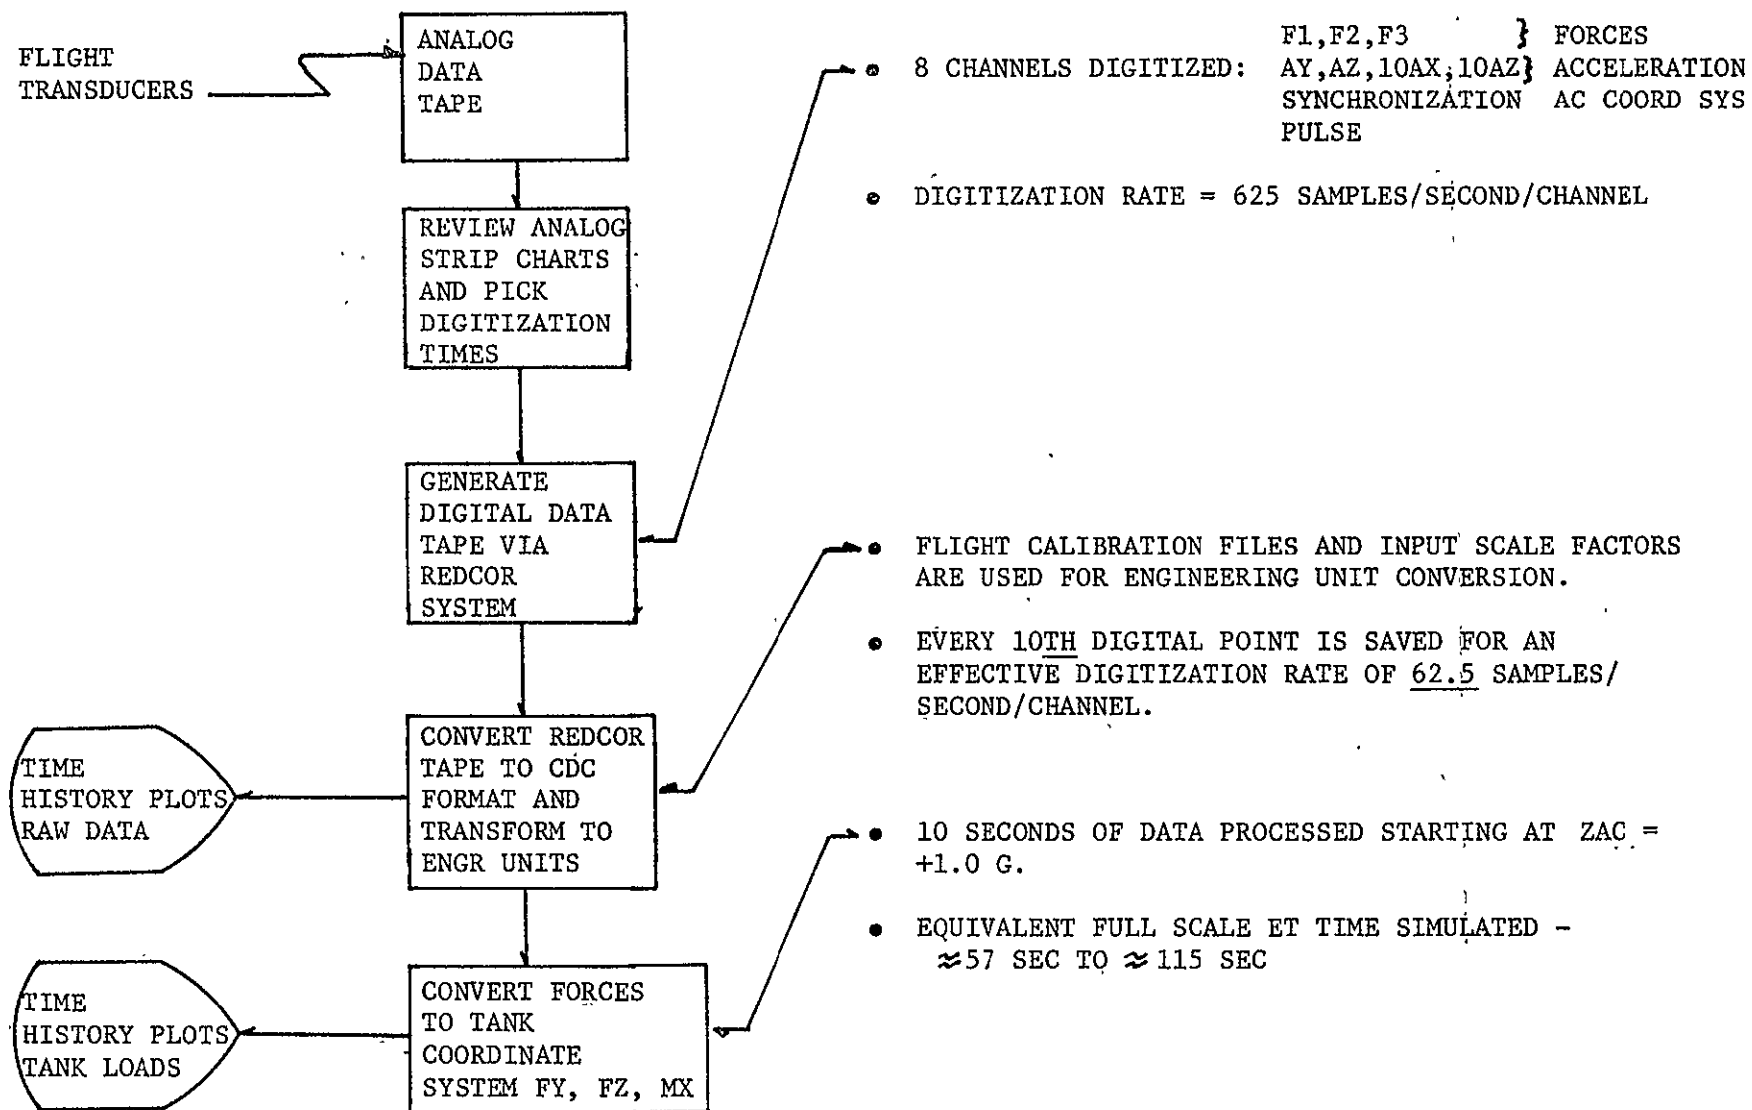 FLIGHT
TRANSDUCERS
ANALOG
DATA
TAPE
REVIEW ANALOG
STRIP CHARTS
AND PICK
DIGITIZATION
TIMES
GENERATE
DIGITAL DATA
TAPE VIA
REDCOR
SYSTEM
CONVERT REDCOR
TAPE TO CDC
FORMAT AND
TRANSFORM TO
ENGR UNITS
TIME
HISTORY PLOTS
RAW DATA
CONVERT FORCES
TO TANK
COORDINATE
SYSTEM FY, FZ, MX
TIME
HISTORY PLOTS
TANK LOADS
F1,F2,F3 } FORCES
• 8 CHANNELS DIGITIZED: AY,AZ,10AX,10AZ} ACCELERATION
SYNCHRONIZATION AC COORD SYS
PULSE
• DIGITIZATION RATE = 625 SAMPLES/SECOND/CHANNEL
• FLIGHT CALIBRATION FILES AND INPUT SCALE FACTORS
ARE USED FOR ENGINEERING UNIT CONVERSION.
• EVERY 10TH DIGITAL POINT IS SAVED FOR AN
EFFECTIVE DIGITIZATION RATE OF 62.5 SAMPLES/
SECOND/CHANNEL.
• 10 SECONDS OF DATA PROCESSED STARTING AT ZAC =
+1.0 G.
• EQUIVALENT FULL SCALE ET TIME SIMULATED -
≈57 SEC TO ≈ 115 SEC